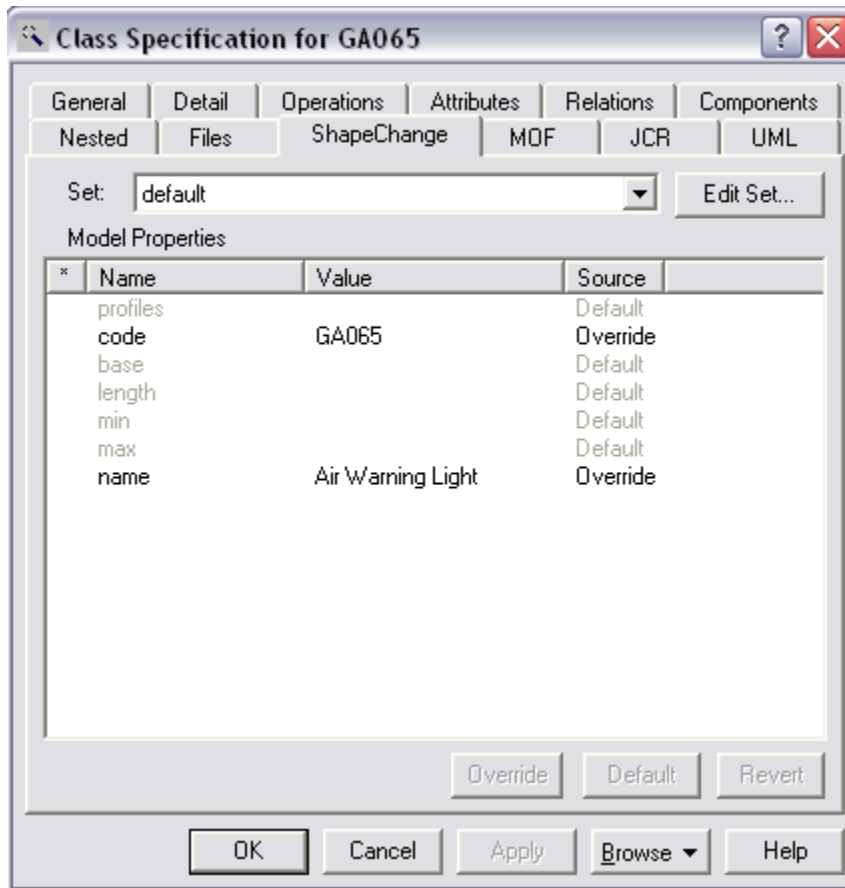 Class Specification for GA065
General Detail Operations Attributes Relations Components
Nested Files ShapeChange MOF JCR UML
Set: default Edit Set...
Model Properties
* Name Value Source
profiles Default
code GA065 Override
base Default
length Default
min Default
max Default
name Air Warning Light Override
Override Default Revert
OK Cancel Apply Browse Help